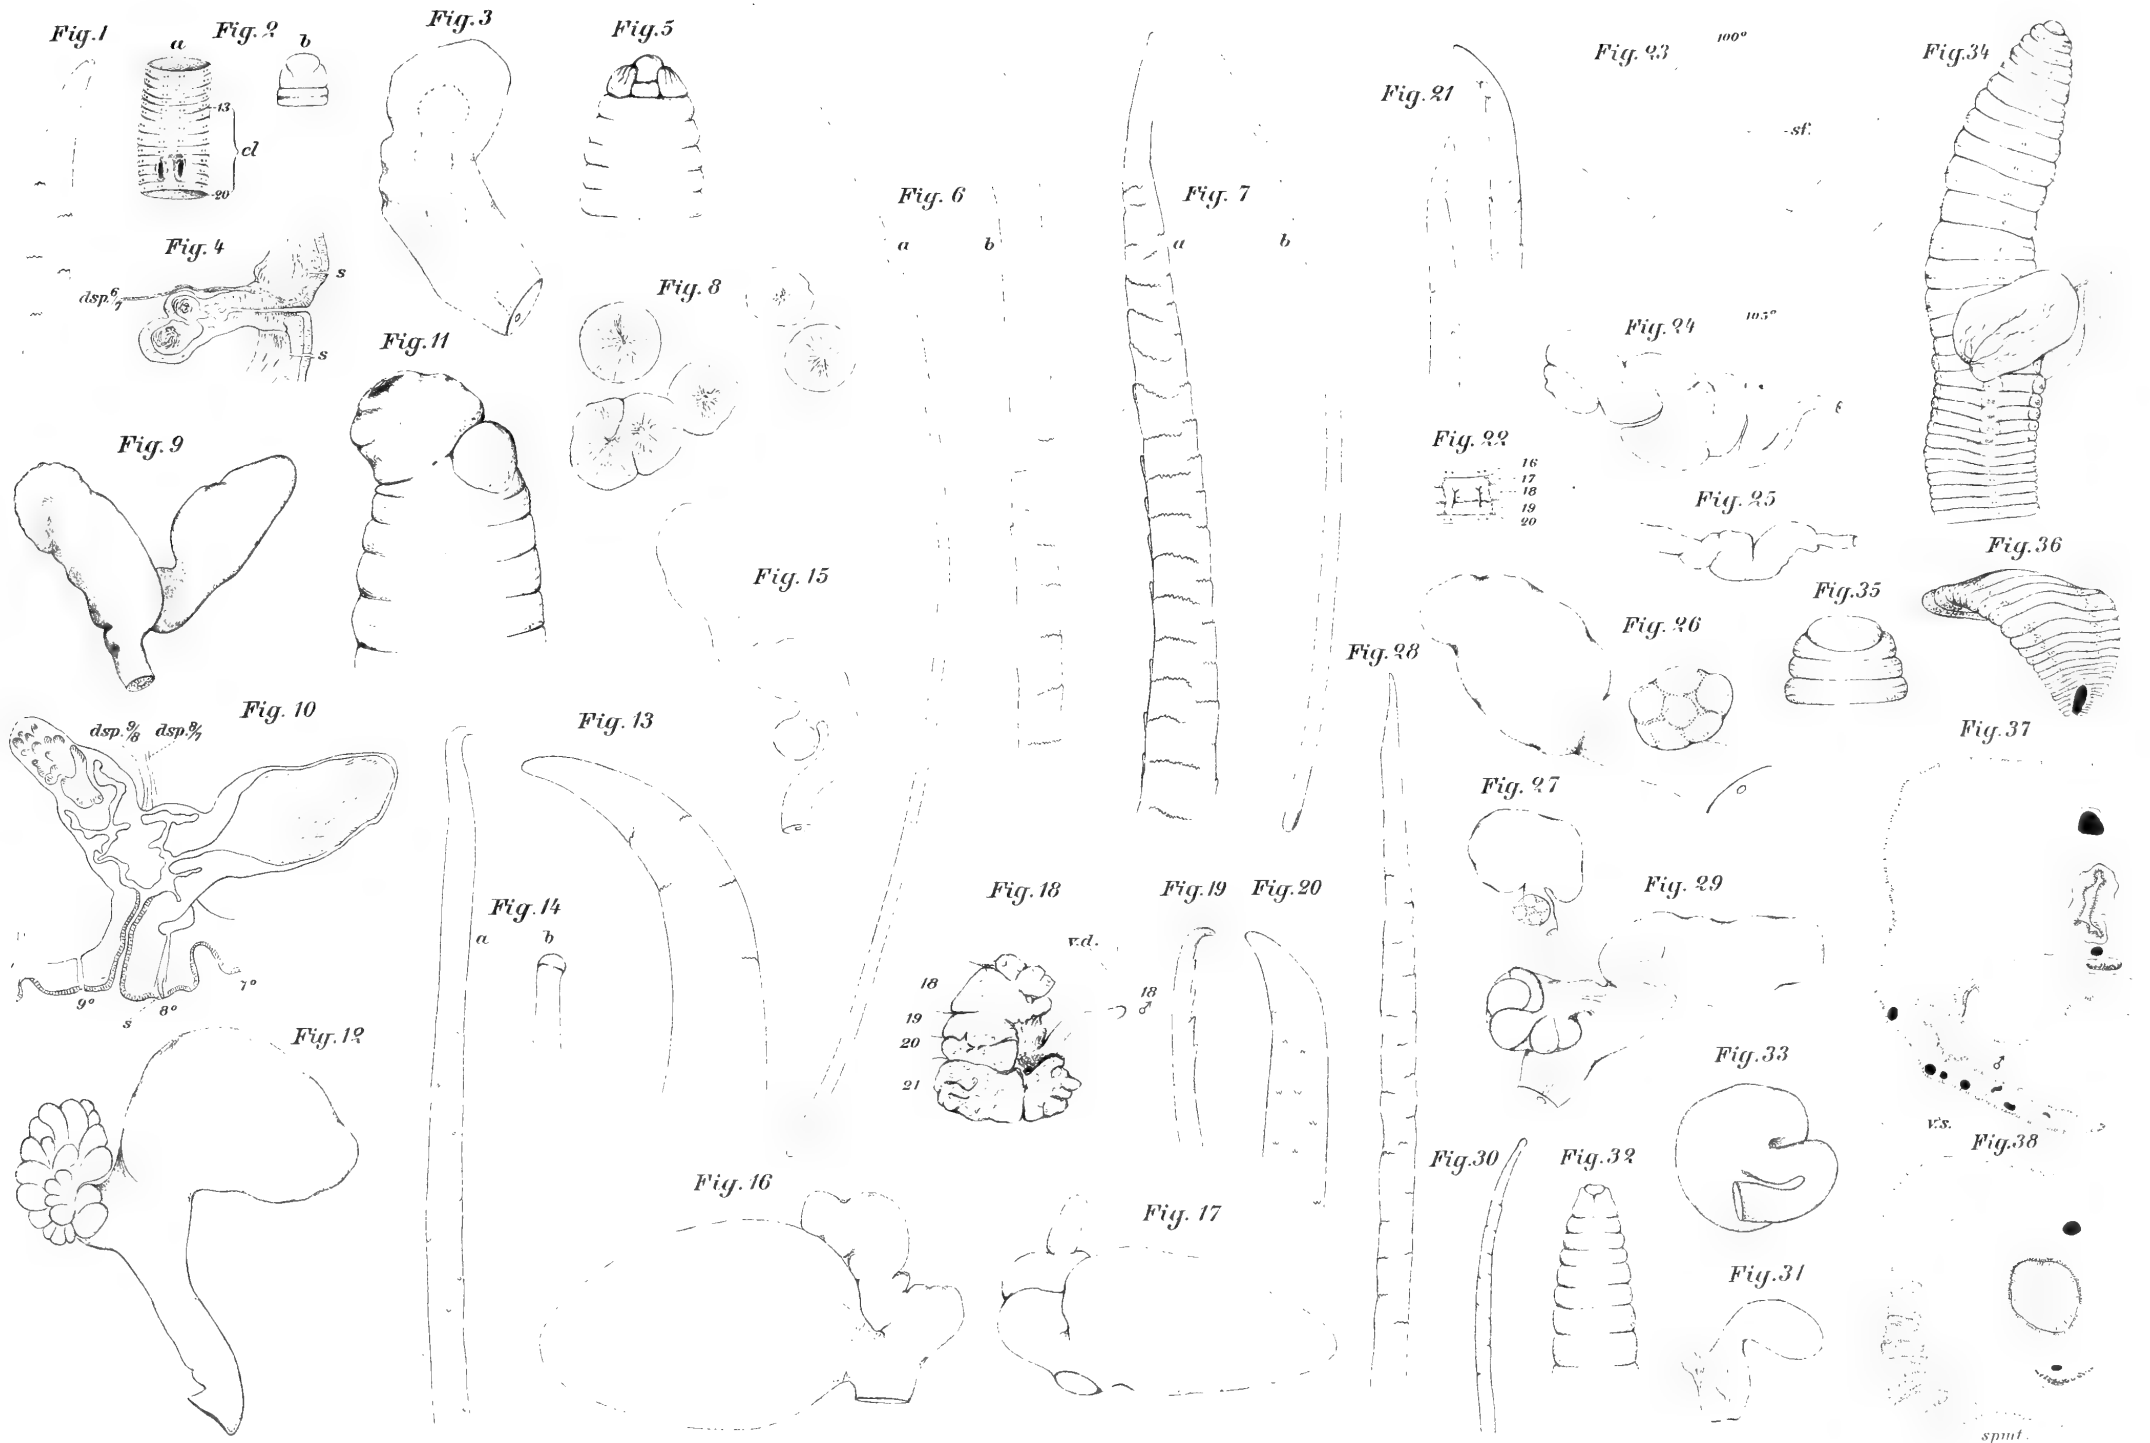 Fig. 1
Fig. 2
a
b
13
cl
20
Fig. 3
Fig. 4
s
dsp. 6/7
s
Fig. 5
Fig. 6
a
b
Fig. 7
a
b
Fig. 8
Fig. 9
Fig. 10
dsp. 9/8
dsp. 8/7
9°
s
8°
7°
Fig. 11
Fig. 12
Fig. 13
Fig. 14
a
b
Fig. 15
Fig. 16
Fig. 17
Fig. 18
v.d.
18
18
♂
19
20
21
Fig. 19
Fig. 20
Fig. 21
Fig. 22
16
17
18
19
20
Fig. 23
100°
sf.
Fig. 24
105°
Fig. 25
Fig. 26
Fig. 27
Fig. 28
Fig. 29
Fig. 30
Fig. 31
Fig. 32
Fig. 33
Fig. 34
Fig. 35
Fig. 36
Fig. 37
♂
v.s.
Fig. 38
spmt.